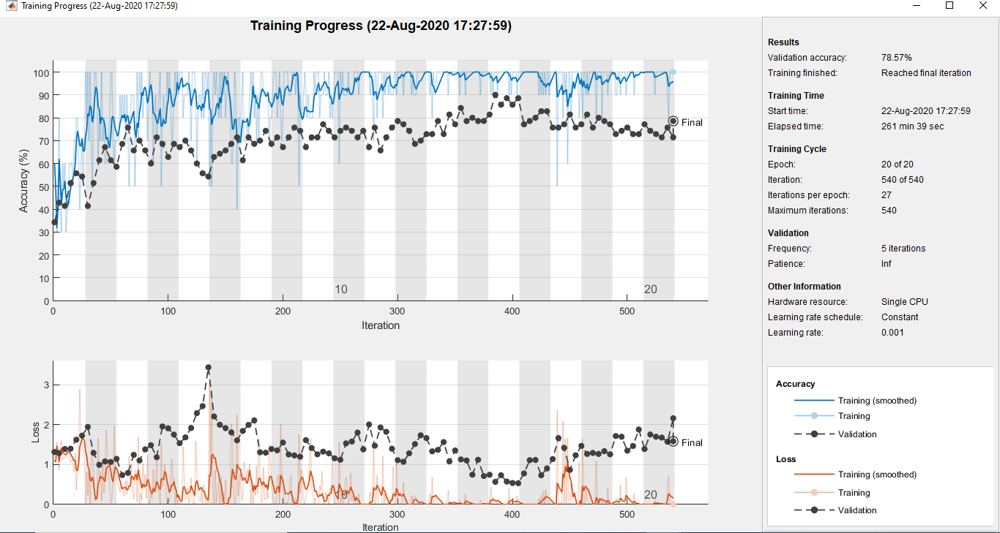 Training Progress (22-Aug-2020 17:27:59)
Training Progress (22-Aug-2020 17:27:59)
Accuracy (%)
100
90
80
70
60
50
40
30
20
10
0
Final
10
20
0
100
200
300
400
500
Iteration
Loss
3
2
1
0
Final
20
0
100
200
300
400
500
Iteration
Results
Validation accuracy: 78.57%
Training finished: Reached final iteration
Training Time
Start time: 22-Aug-2020 17:27:59
Elapsed time: 261 min 39 sec
Training Cycle
Epoch: 20 of 20
Iteration: 540 of 540
Iterations per epoch: 27
Maximum iterations: 540
Validation
Frequency: 5 iterations
Patience: Inf
Other Information
Hardware resource: Single CPU
Learning rate schedule: Constant
Learning rate: 0.001
Accuracy
Training (smoothed)
Training
Validation
Loss
Training (smoothed)
Training
Validation